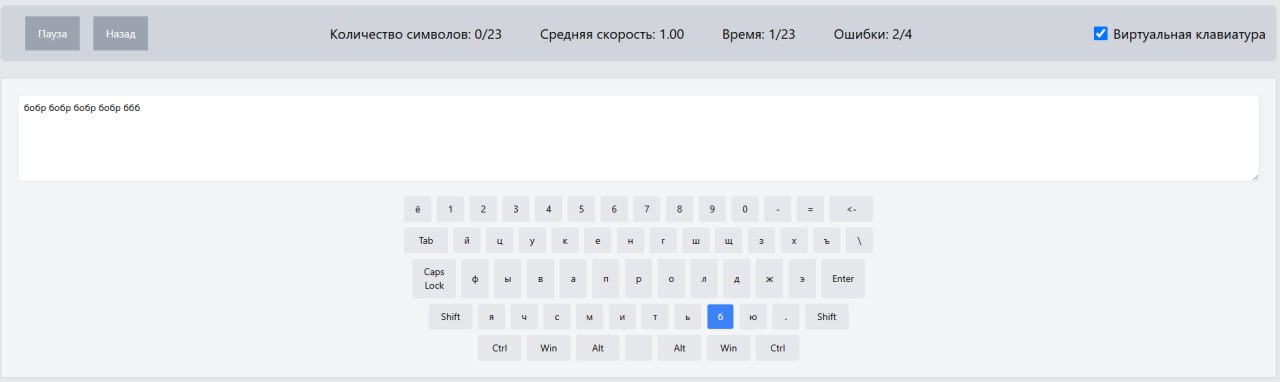 Пауза Назад Количество символов: 0/23 Средняя скорость: 1.00 Время: 1/23 Ошибки: 2/4 Виртуальная клавиатура
бобр бобр бобр бобр ббб
ё 1 2 3 4 5 6 7 8 9 0 - = <-
Tab й ц у к е н г ш щ з х ъ \
Caps Lock ф ы в а п р о л д ж э Enter
Shift я ч с м и т ь б ю . Shift
Ctrl Win Alt Alt Win Ctrl